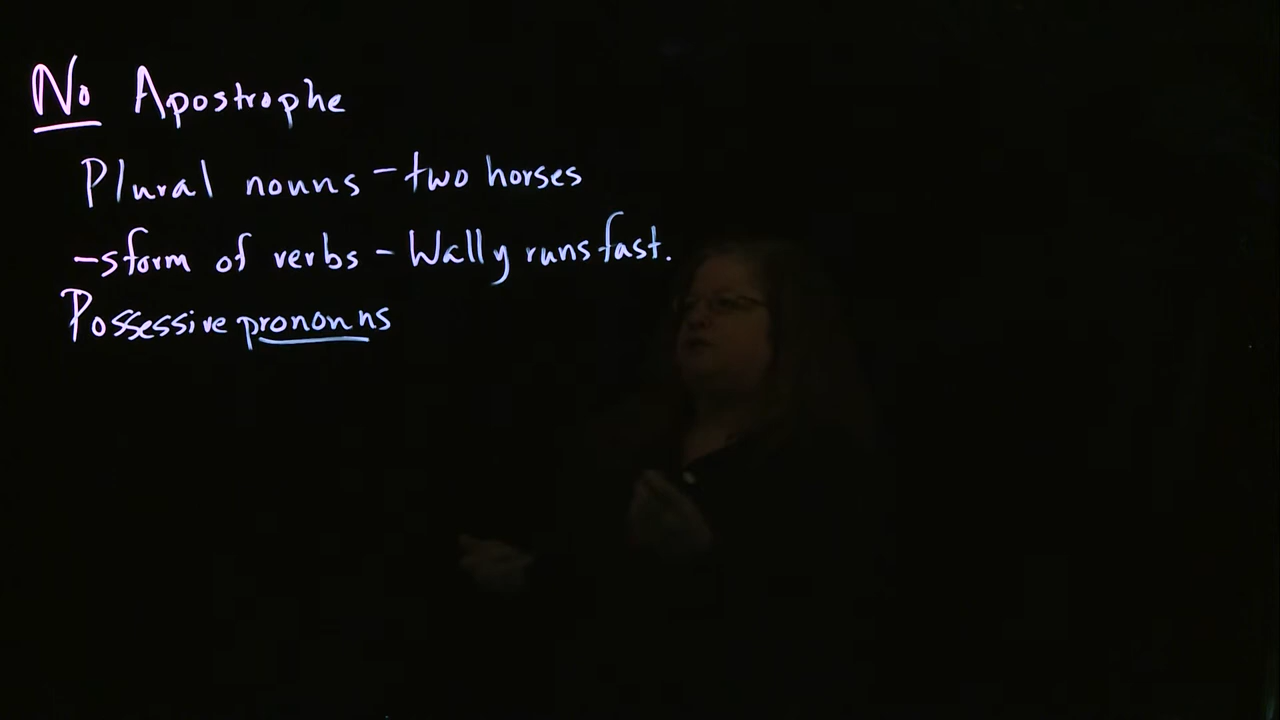 No Apostrophe
Plural nouns - two horses
-s form of verbs - Wally runs fast.
Possessive pronouns